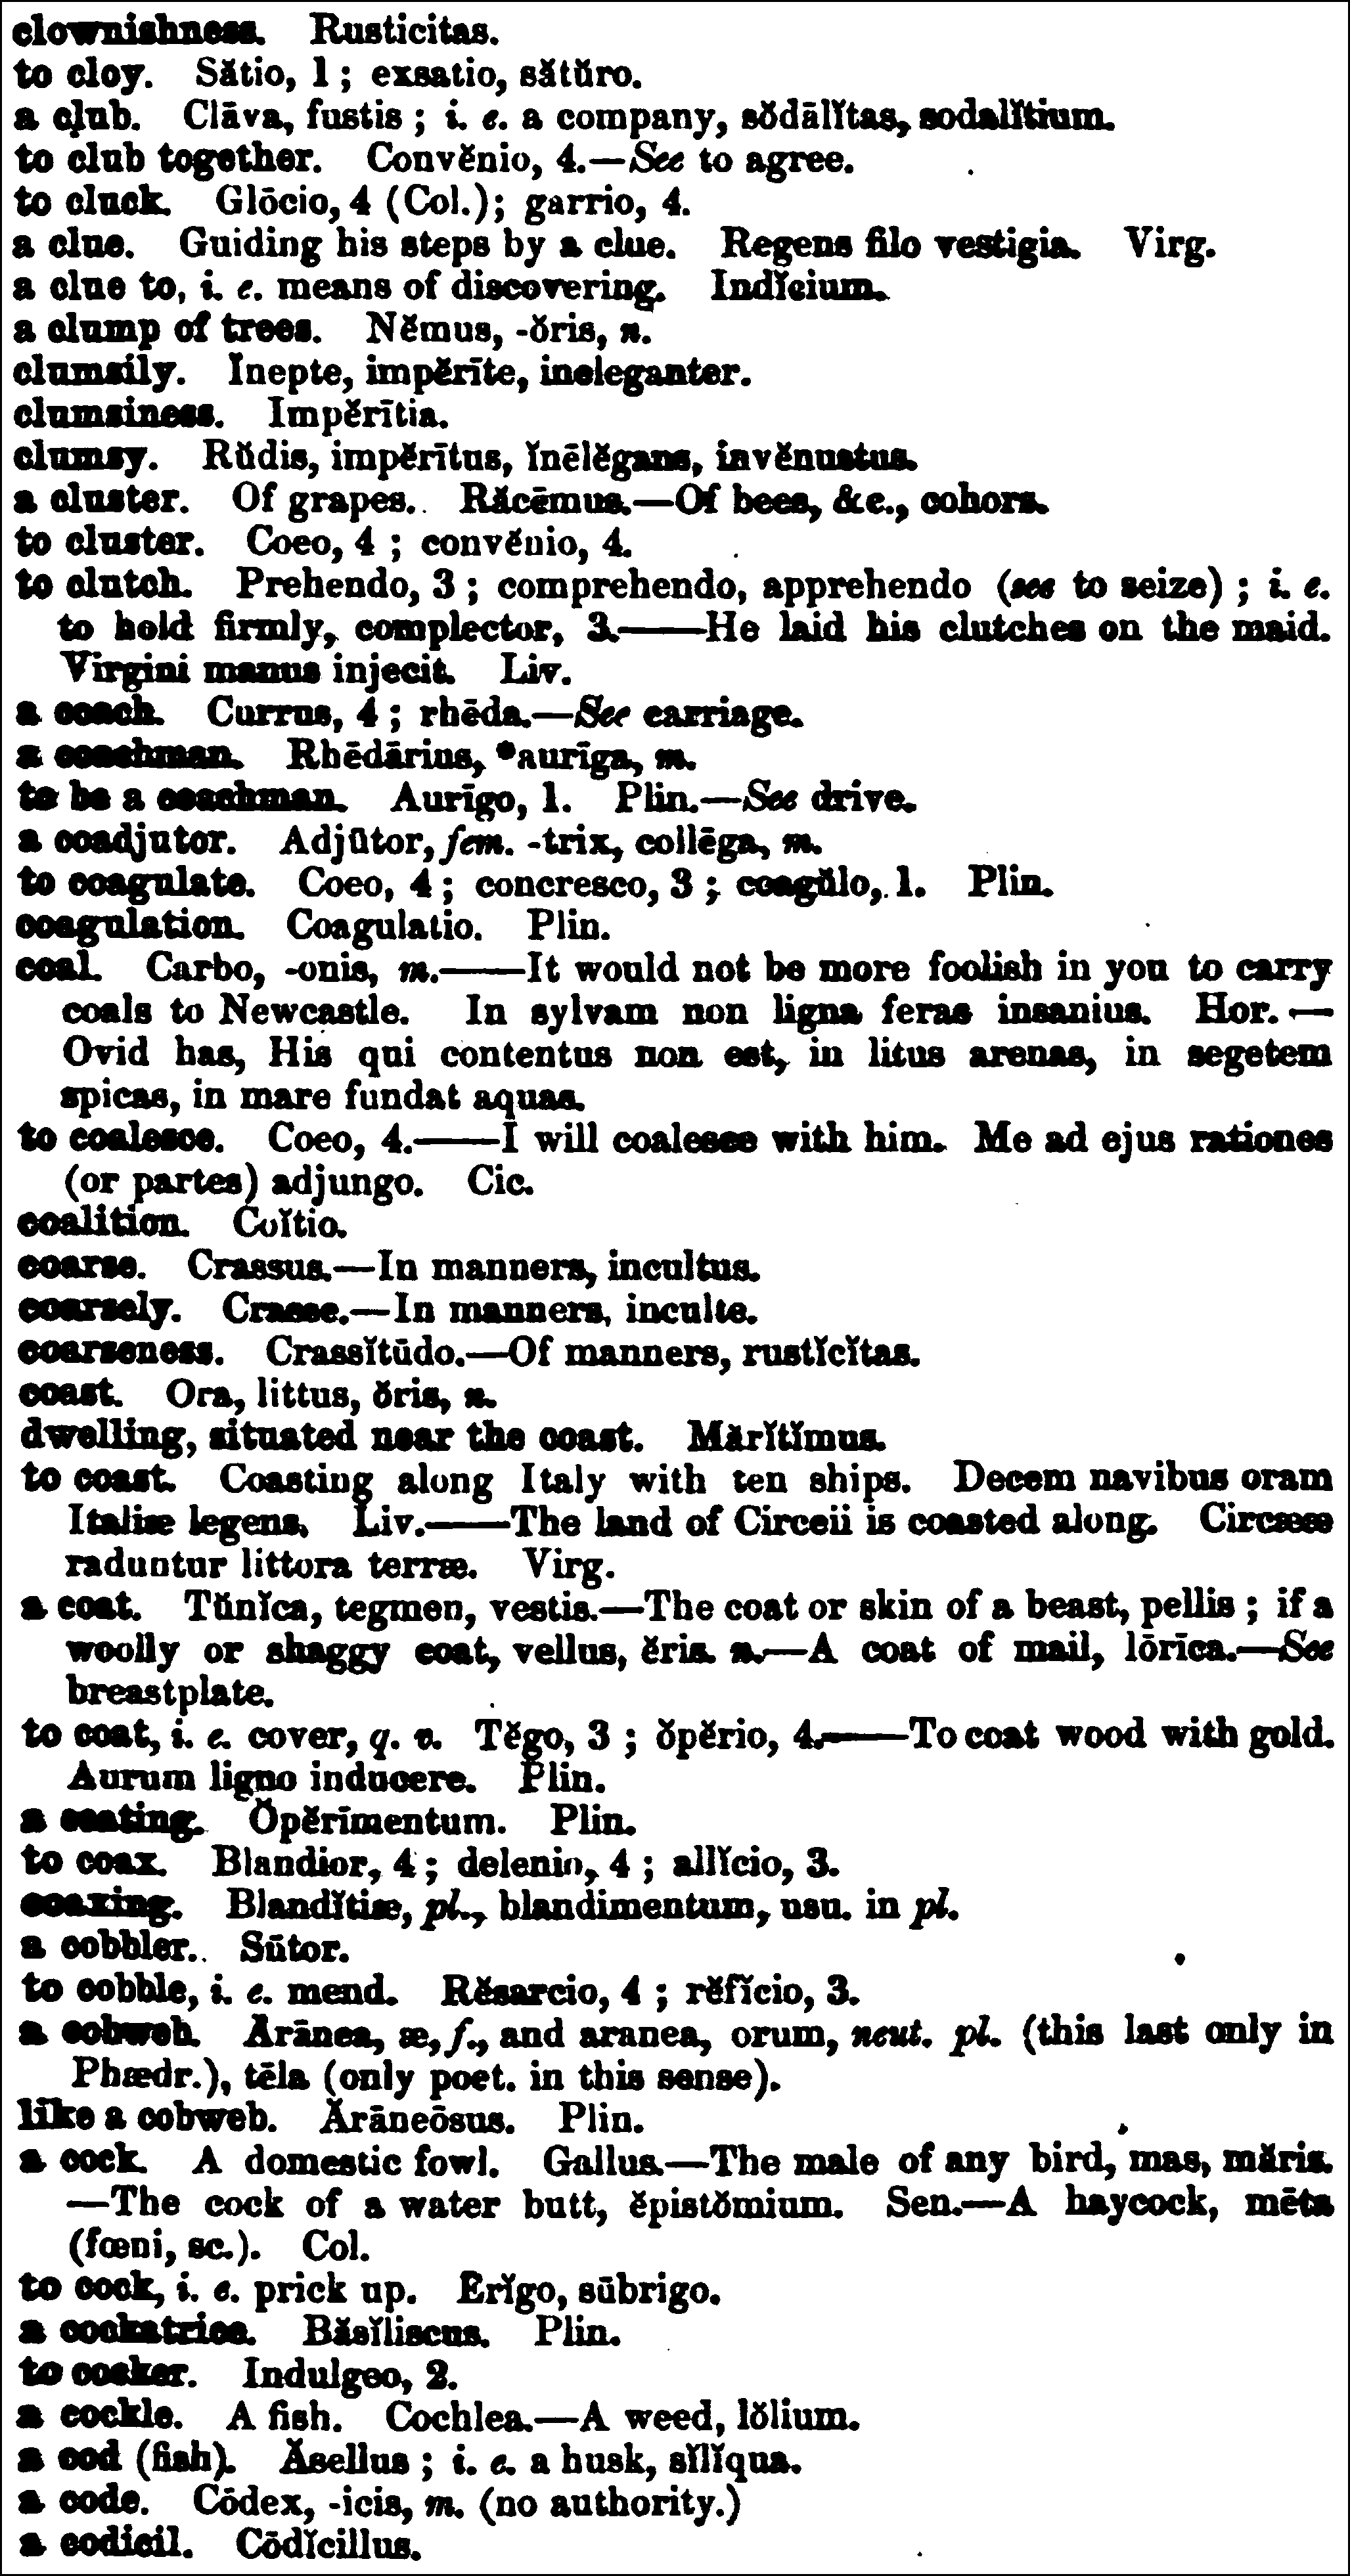 clownishness. Rusticitas.
to cloy. Sătio, 1; exsatio, sătŭro.
a club. Clāva, fustis; i. e. a company, sŏdālĭtas, sodalĭtium.
to club together. Convĕnio, 4.—See to agree.
to cluck. Glōcio, 4 (Col.); garrio, 4.
a clue. Guiding his steps by a clue. Regens filo vestigia. Virg.
a clue to, i. e. means of discovering. Indĭcium.
a clump of trees. Nĕmus, -ŏris, n.
clumsily. Inepte, impĕrīte, ineleganter.
clumsiness. Impĕrītia.
clumsy. Rŭdis, impĕrītus, ĭnēlĕgans, invĕnustus.
a cluster. Of grapes. Răcēmus.—Of bees, &c., cohors.
to cluster. Coeo, 4; convĕnio, 4.
to clutch. Prehendo, 3; comprehendo, apprehendo (see to seize); i. e.
to hold firmly, complector, 3.——He laid his clutches on the maid.
Virgini manus injecit. Liv.
a coach. Currus, 4; rhēda.—See carriage.
a coachman. Rhēdārius, *aurīga, m.
to be a coachman. Aurīgo, 1. Plin.—See drive.
a coadjutor. Adjūtor, fem. -trix, collēga, m.
to coagulate. Coeo, 4; concresco, 3; coagŭlo, 1. Plin.
coagulation. Coagulatio. Plin.
coal. Carbo, -onis, m.——It would not be more foolish in you to carry
coals to Newcastle. In sylvam non ligna feras insanius. Hor.—
Ovid has, His qui contentus non est, in litus arenas, in segetem
spicas, in mare fundat aquas.
to coalesce. Coeo, 4.——I will coalesce with him. Me ad ejus rationes
(or partes) adjungo. Cic.
coalition. Coĭtio.
coarse. Crassus.—In manners, incultus.
coarsely. Crasse.—In manners, inculte.
coarseness. Crassĭtūdo.—Of manners, rustĭcĭtas.
coast. Ora, littus, ŏris, n.
dwelling, situated near the coast. Mărĭtĭmus.
to coast. Coasting along Italy with ten ships. Decem navibus oram
Italiæ legens. Liv.——The land of Circeii is coasted along. Circææ
raduntur littora terræ. Virg.
a coat. Tŭnĭca, tegmen, vestis.—The coat or skin of a beast, pellis; if a
woolly or shaggy coat, vellus, ĕris. n.—A coat of mail, lōrīca.—See
breastplate.
to coat, i. e. cover, q. v. Tĕgo, 3; ŏpĕrio, 4.——To coat wood with gold.
Aurum ligno inducere. Plin.
a coating. Ŏpĕrīmentum. Plin.
to coax. Blandior, 4; delenio, 4; allĭcio, 3.
coaxing. Blandĭtiæ, pl., blandimentum, usu. in pl.
a cobbler. Sūtor.
to cobble, i. e. mend. Rĕsarcio, 4; rĕfĭcio, 3.
a cobweb. Ărānea, æ, f., and aranea, orum, neut. pl. (this last only in
Phædr.), tēla (only poet. in this sense).
like a cobweb. Ărāneōsus. Plin.
a cock. A domestic fowl. Gallus.—The male of any bird, mas, măris.
—The cock of a water butt, ĕpistŏmium. Sen.—A haycock, mēta
(fœni, sc.). Col.
to cock, i. e. prick up. Erĭgo, sūbrigo.
a cockatrice. Băsĭliscus. Plin.
to cocker. Indulgeo, 2.
a cockle. A fish. Cochlea.—A weed, lŏlium.
a cod (fish). Ăsellus; i. e. a husk, sĭlĭqua.
a code. Cōdex, -icis, m. (no authority.)
a codicil. Cōdĭcillus.